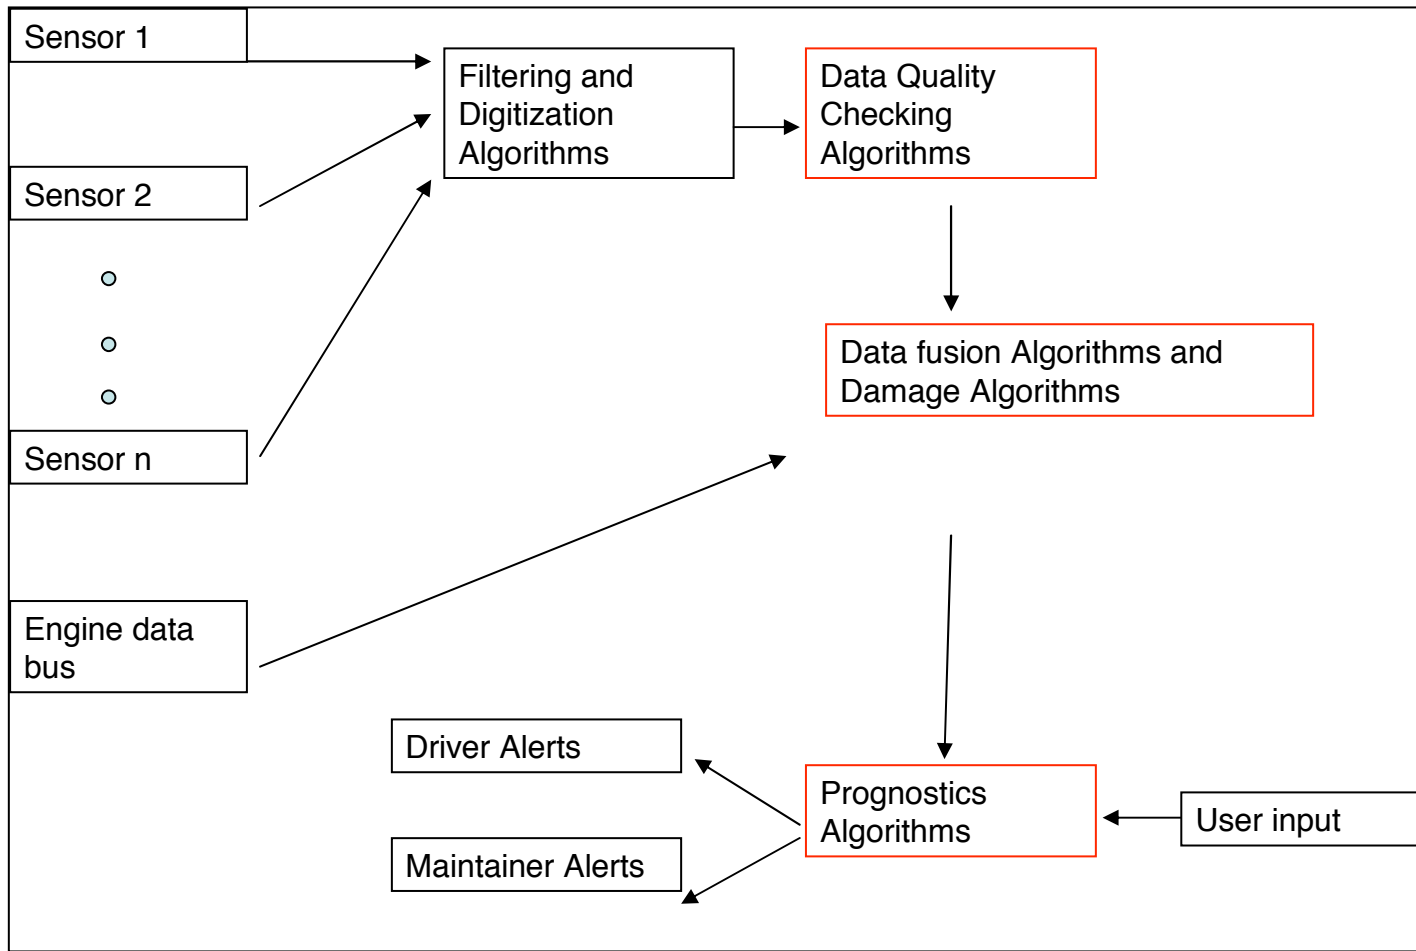 Sensor 1
Filtering and
Digitization
Algorithms
Data Quality
Checking
Algorithms
Sensor 2
Data fusion Algorithms and
Damage Algorithms
Sensor n
Engine data
bus
Driver Alerts
Prognostics
Algorithms
User input
Maintainer Alerts